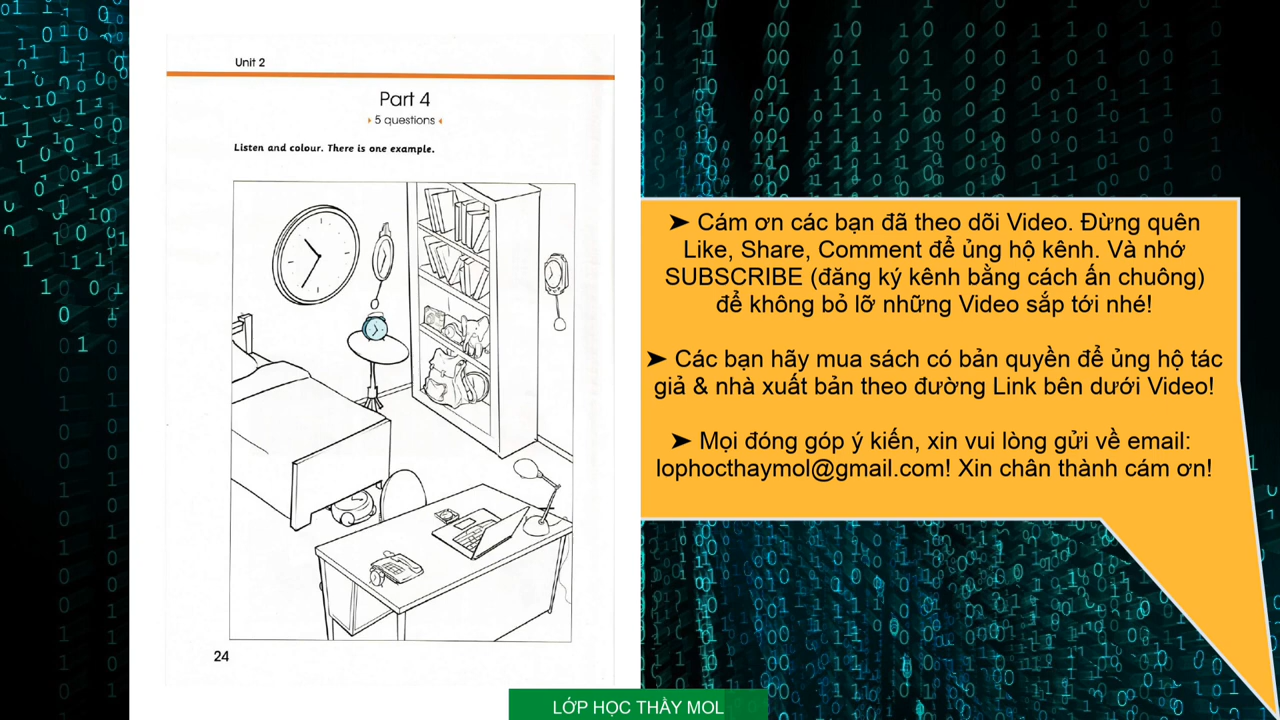 Unit 2
Part 4
5 questions
Listen and colour. There is one example.
24
➤ Cám ơn các bạn đã theo dõi Video. Đừng quên
Like, Share, Comment để ủng hộ kênh. Và nhớ
SUBSCRIBE (đăng ký kênh bằng cách ấn chuông)
để không bỏ lỡ những Video sắp tới nhé!
➤ Các bạn hãy mua sách có bản quyền để ủng hộ tác
giả & nhà xuất bản theo đường Link bên dưới Video!
➤ Mọi đóng góp ý kiến, xin vui lòng gửi về email:
lophocthaymol@gmail.com! Xin chân thành cám ơn!
LỚP HỌC THẦY MOL